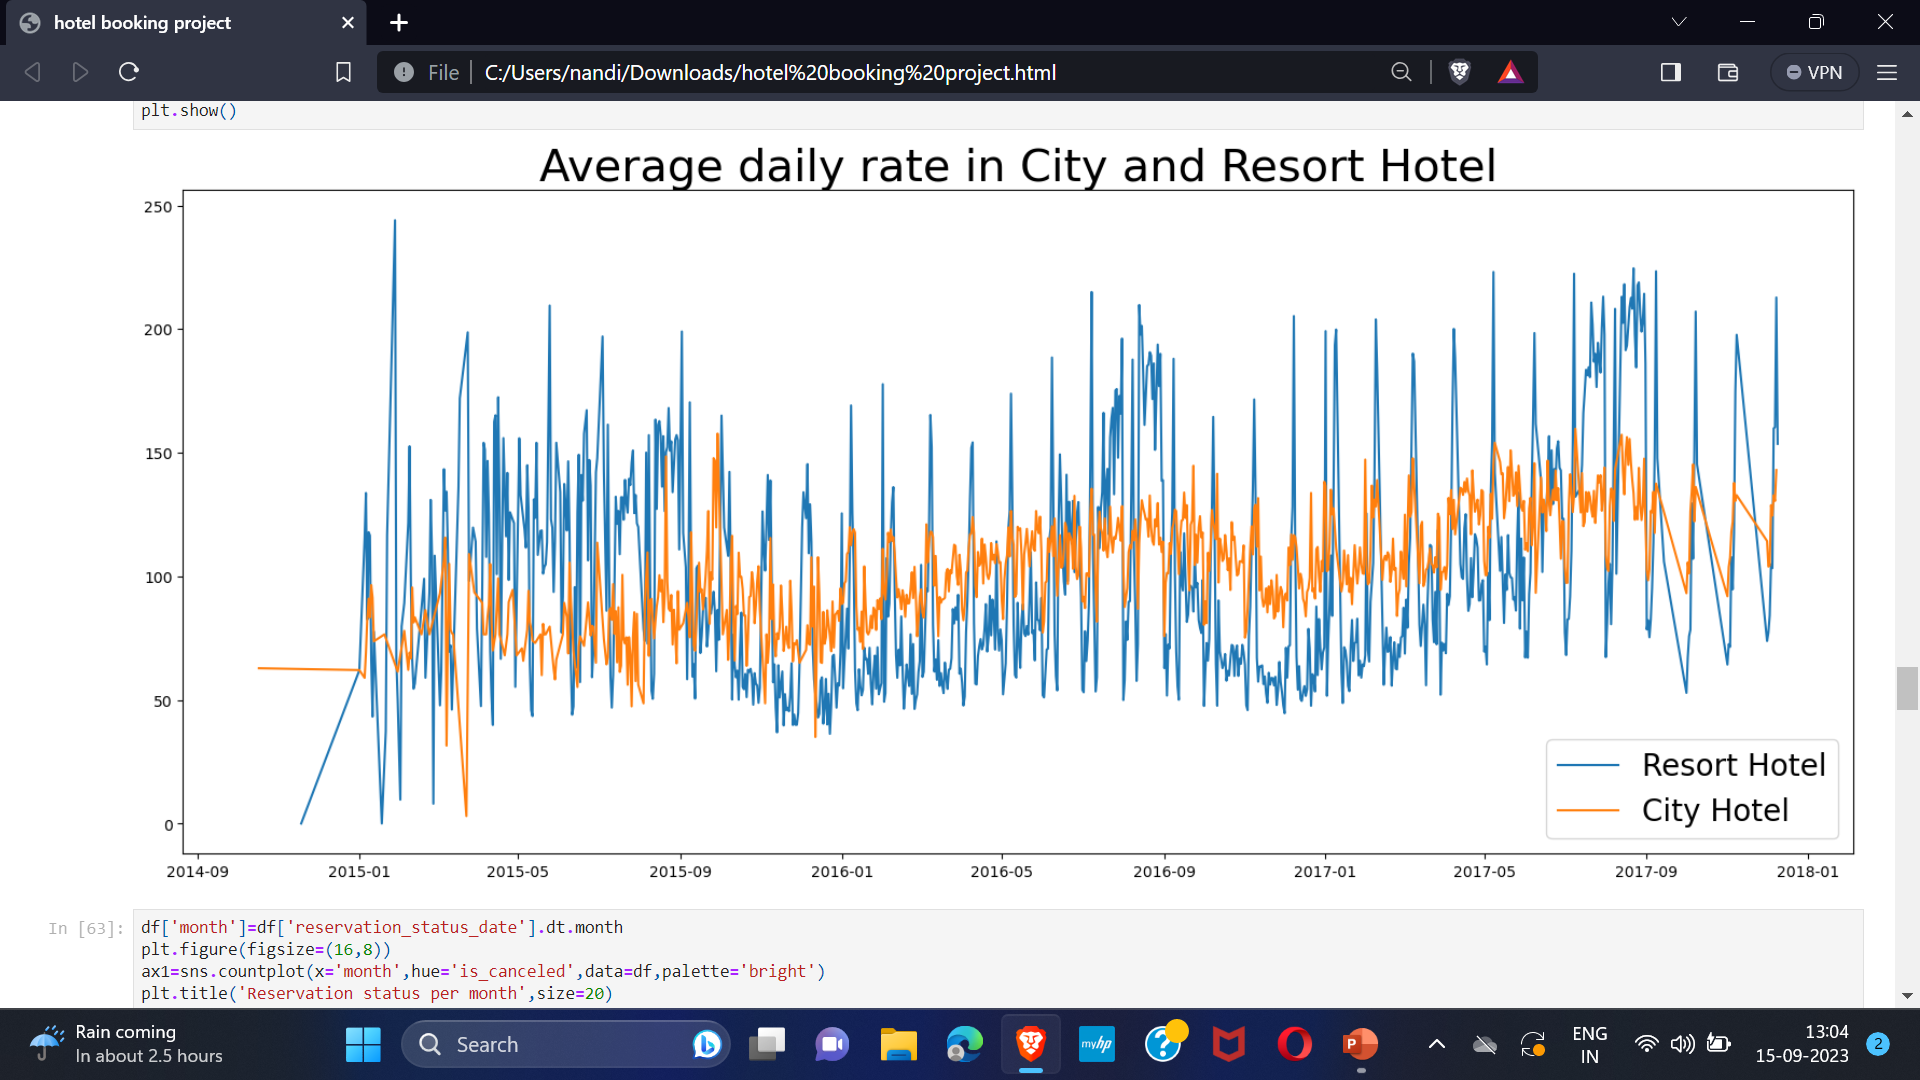 hotel booking project
File
C:/Users/nandi/Downloads/hotel%20booking%20project.html
VPN
plt.show()
Average daily rate in City and Resort Hotel
250
200
150
100
50
0
2014-09 2015-01 2015-05 2015-09 2016-01 2016-05 2016-09 2017-01 2017-05 2017-09 2018-01
Resort Hotel
City Hotel
In [63]:
df['month']=df['reservation_status_date'].dt.month
plt.figure(figsize=(16,8))
ax1=sns.countplot(x='month',hue='is_canceled',data=df,palette='bright')
plt.title('Reservation status per month',size=20)
Rain coming
In about 2.5 hours
Search
myhp
P
ENG
IN
13:04
15-09-2023
2